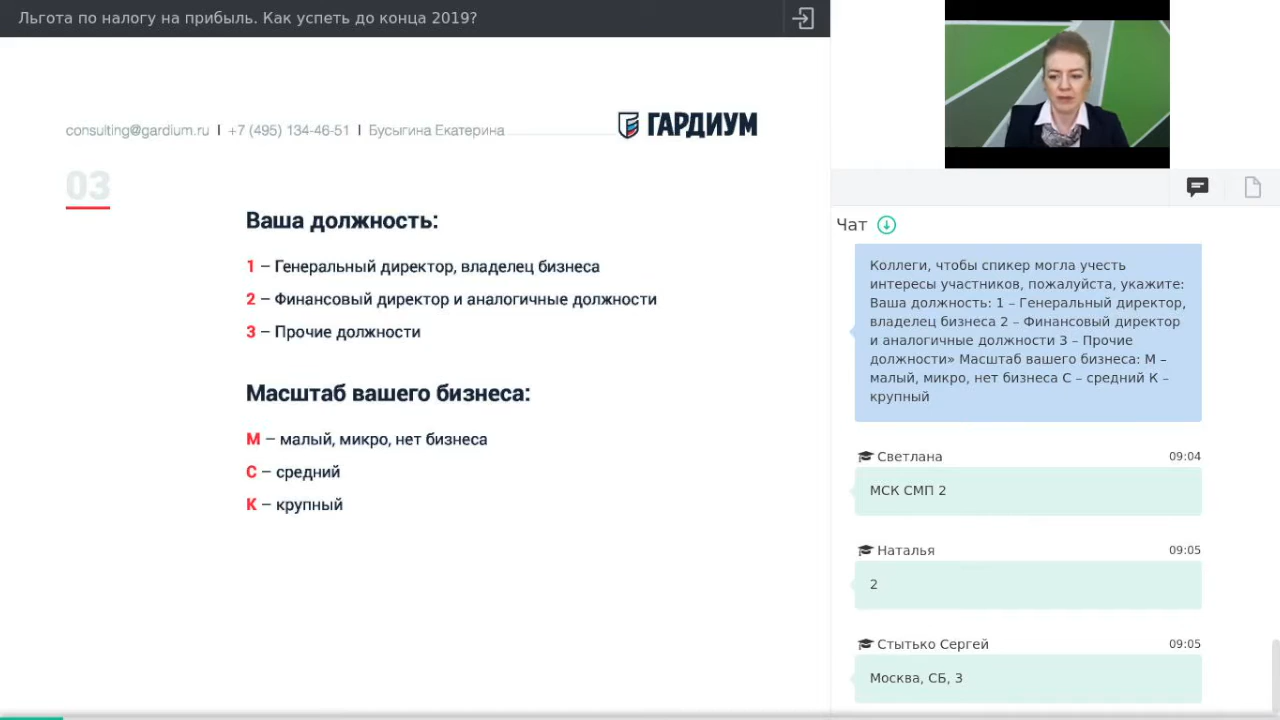 Льгота по налогу на прибыль. Как успеть до конца 2019?
consulting@gardium.ru | +7 (495) 134-46-51 | Бусыгина Екатерина
ГАРДИУМ
03
Ваша должность:
1 – Генеральный директор, владелец бизнеса
2 – Финансовый директор и аналогичные должности
3 – Прочие должности
Масштаб вашего бизнеса:
М – малый, микро, нет бизнеса
С – средний
К – крупный
Чат
Коллеги, чтобы спикер могла учесть
интересы участников, пожалуйста, укажите:
Ваша должность: 1 – Генеральный директор,
владелец бизнеса 2 – Финансовый директор
и аналогичные должности 3 – Прочие
должности» Масштаб вашего бизнеса: М –
малый, микро, нет бизнеса С – средний К –
крупный
Светлана 09:04
МСК СМП 2
Наталья 09:05
2
Стытько Сергей 09:05
Москва, СБ, 3